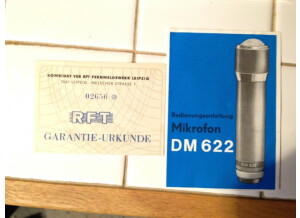 KOMBINAT VEB RFT FERNMELDEWERK LEIPZIG
02656
RFT
GARANTIE-URKUNDE
Bedienungsanleitung
Mikrofon
DM 622